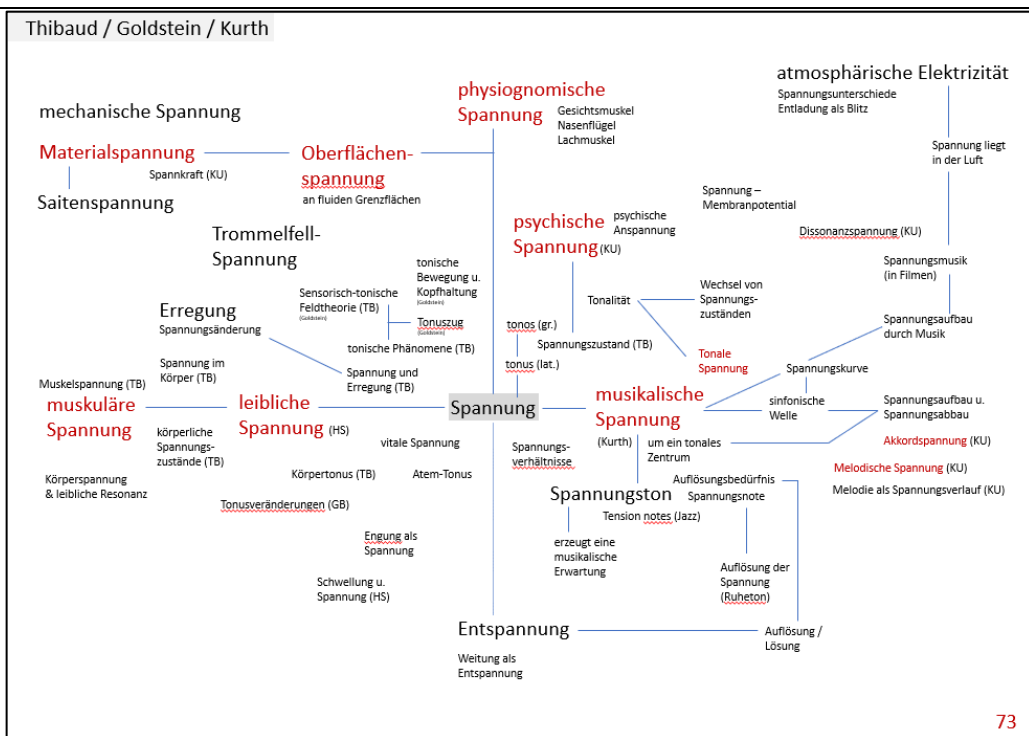 Thibaud / Goldstein / Kurth
mechanische Spannung
Materialspannung
Spannkraft (KU)
Saitenspannung
Oberflächen-
spannung
an fluiden Grenzflächen
physiognomische
Spannung
Gesichtsmuskel
Nasenflügel
Lachmuskel
atmosphärische Elektrizität
Spannungsunterschiede
Entladung als Blitz
Spannung liegt
in der Luft
Spannung –
Membranpotential
psychische
Spannung (KU)
psychische
Anspannung
Dissonanzspannung (KU)
Spannungsmusik
(in Filmen)
Trommelfell-
Spannung
tonische
Bewegung u.
Kopfhaltung
(Goldstein)
Sensorisch-tonische
Feldtheorie (TB)
(Goldstein)
Tonuszug
(Goldstein)
tonische Phänomene (TB)
Erregung
Spannungsänderung
Tonalität
Wechsel von
Spannungs-
zuständen
tonos (gr.)
Spannungszustand (TB)
tonus (lat.)
Tonale
Spannung
Spannungsaufbau
durch Musik
Spannung im
Körper (TB)
Spannung und
Erregung (TB)
Spannungskurve
Muskelspannung (TB)
muskuläre
Spannung
leibliche
Spannung (HS)
Spannung
musikalische
Spannung
(Kurth)
sinfonische
Welle
Spannungsaufbau u.
Spannungsabbau
körperliche
Spannungs-
zustände (TB)
vitale Spannung
Spannungs-
verhältnisse
um ein tonales
Zentrum
Akkordspannung (KU)
Melodische Spannung (KU)
Melodie als Spannungsverlauf (KU)
Körperspannung
& leibliche Resonanz
Körpertonus (TB)
Atem-Tonus
Tonusveränderungen (GB)
Auflösungsbedürfnis
Spannungston
Spannungsnote
Tension notes (Jazz)
Engung als
Spannung
erzeugt eine
musikalische
Erwartung
Auflösung der
Spannung
(Ruheton)
Schwellung u.
Spannung (HS)
Entspannung
Auflösung /
Lösung
Weitung als
Entspannung
73